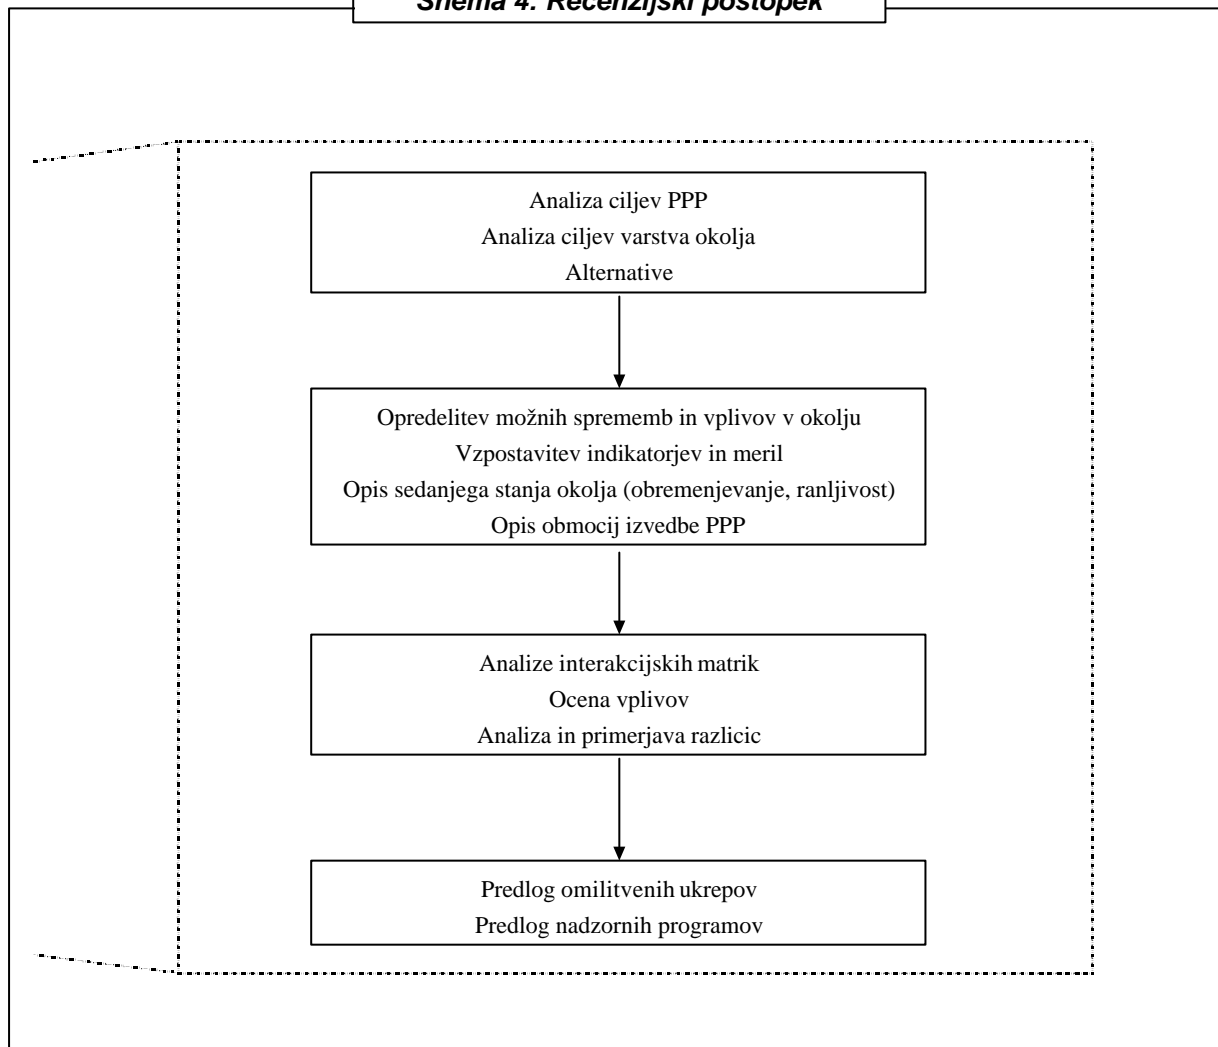 Shema 4: Recenzijski postopek
Analiza ciljev PPP
Analiza ciljev varstva okolja
Alternative
Opredelitev možnih sprememb in vplivov v okolju
Vzpostavitev indikatorjev in meril
Opis sedanjega stanja okolja (obremenjevanje, ranljivost)
Opis obmocij izvedbe PPP
Analize interakcijskih matrik
Ocena vplivov
Analiza in primerjava razlicic
Predlog omilitvenih ukrepov
Predlog nadzornih programov